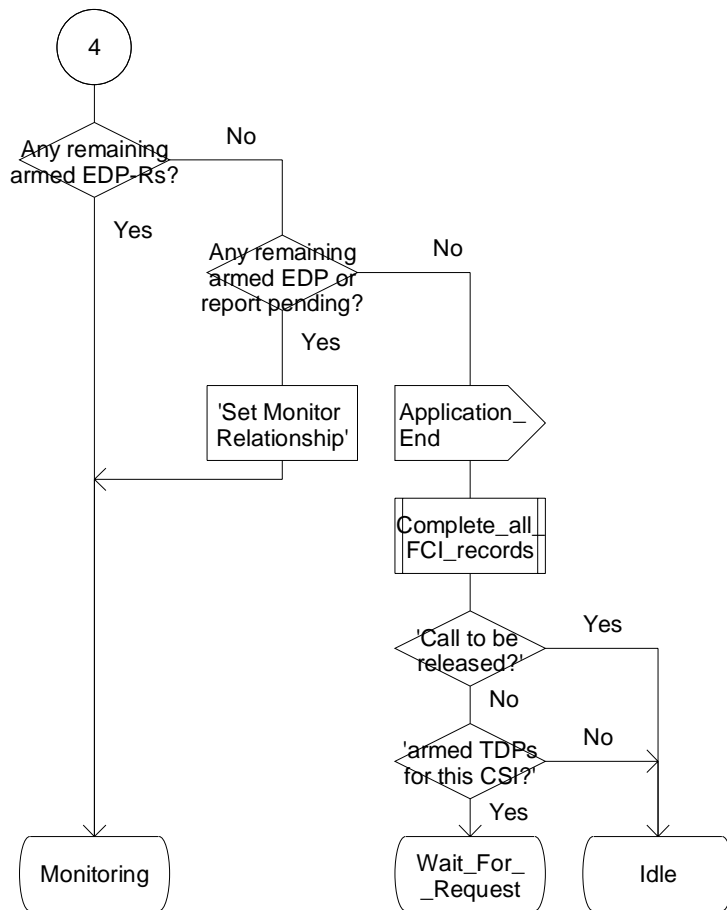 4
Any remaining
armed EDP-Rs?
No
Yes
Any remaining
armed EDP or
report pending?
No
Yes
'Set Monitor
Relationship'
Application_
End
Complete_all_
FCI_records
'Call to be
released?'
Yes
No
'armed TDPs
for this CSI?'
No
Yes
Monitoring
Wait_For_
_Request
Idle